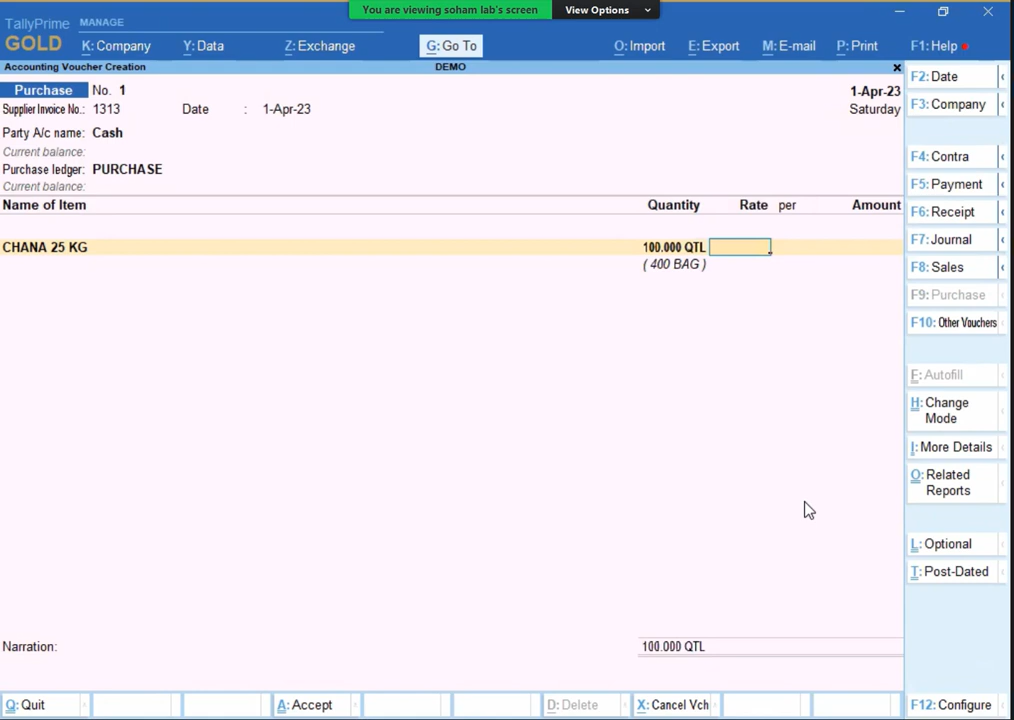 You are viewing soham lab's screen View Options
TallyPrime MANAGE
GOLD K: Company Y: Data Z: Exchange G: Go To O: Import E: Export M: E-mail P: Print F1: Help
Accounting Voucher Creation DEMO
Purchase No. 1 1-Apr-23
Supplier Invoice No.: 1313 Date : 1-Apr-23 Saturday
Party A/c name: Cash
Current balance:
Purchase ledger: PURCHASE
Current balance:
Name of Item Quantity Rate per Amount
CHANA 25 KG 100.000 QTL
( 400 BAG )
Narration: 100.000 QTL
F2: Date
F3: Company
F4: Contra
F5: Payment
F6: Receipt
F7: Journal
F8: Sales
F9: Purchase
F10: Other Vouchers
F: Autofill
H: Change
Mode
I: More Details
O: Related
Reports
L: Optional
T: Post-Dated
Q: Quit A: Accept D: Delete X: Cancel Vch F12: Configure